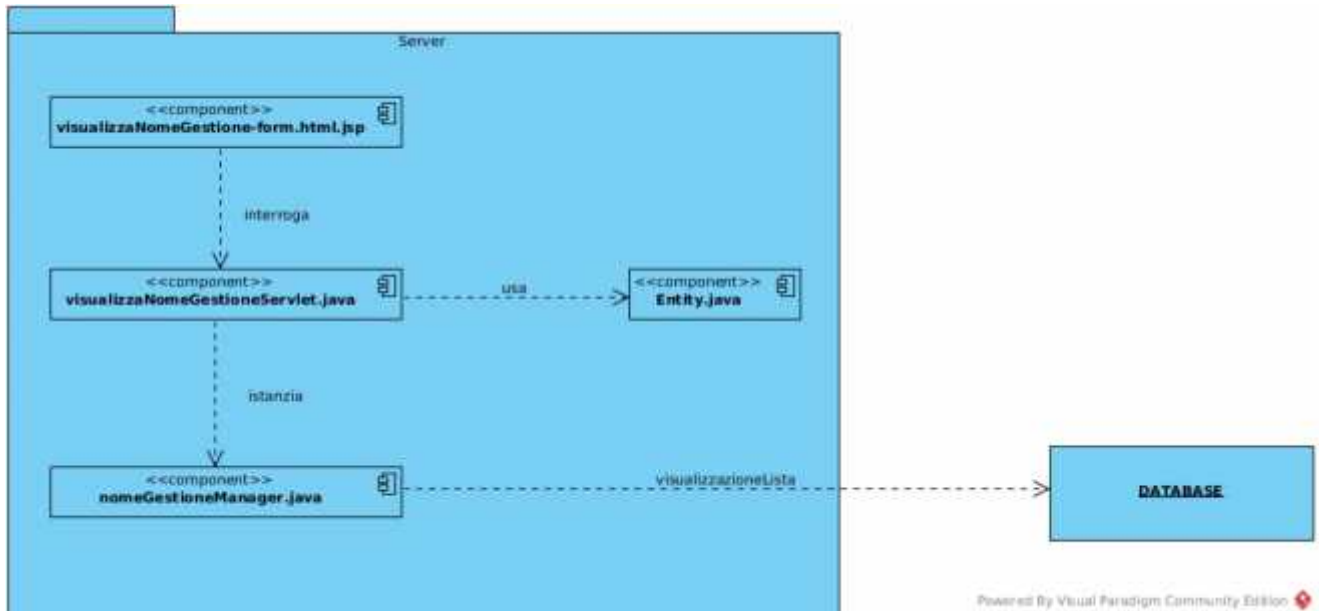 Server
<<component>>
visualizzaNomeGestione-form.html.jsp
interroga
<<component>>
visualizzaNomeGestioneServlet.java
usa
<<component>>
Entity.java
istanzia
<<component>>
nomeGestioneManager.java
visualizzazioneLista
DATABASE
Powered By Visual Paradigm Community Edition